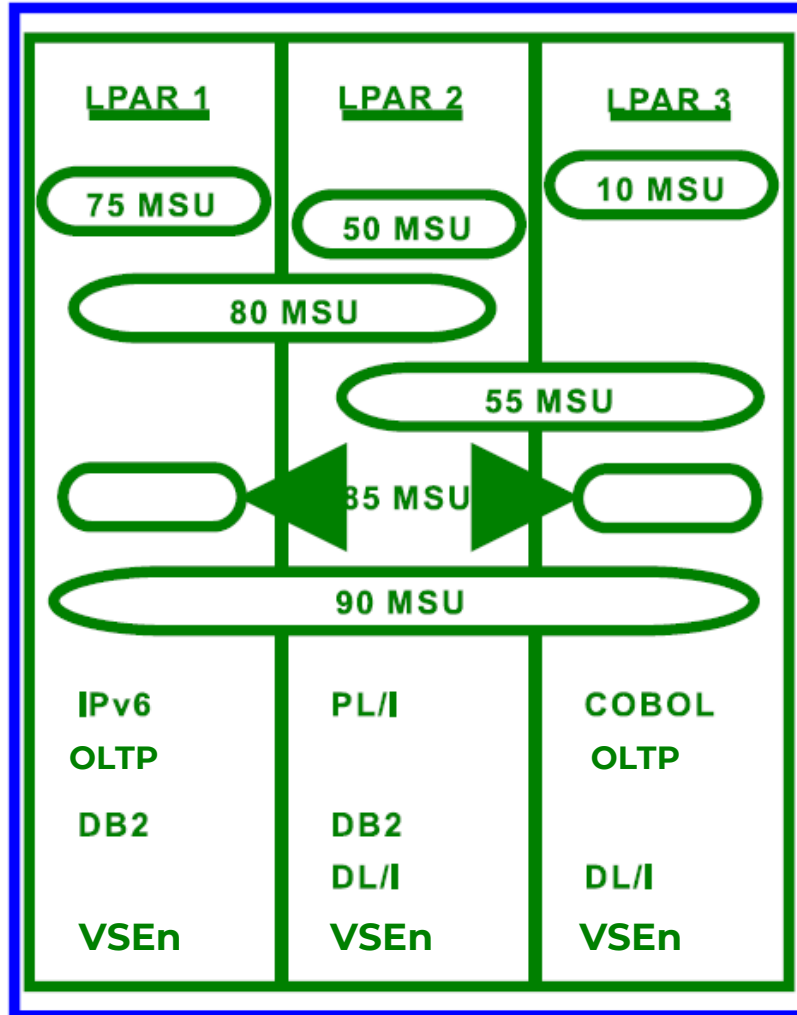 LPAR 1 LPAR 2 LPAR 3
75 MSU 50 MSU 10 MSU
80 MSU
55 MSU
85 MSU
90 MSU
IPv6 PL/I COBOL
OLTP OLTP
DB2 DB2
DL/I DL/I
VSEn VSEn VSEn